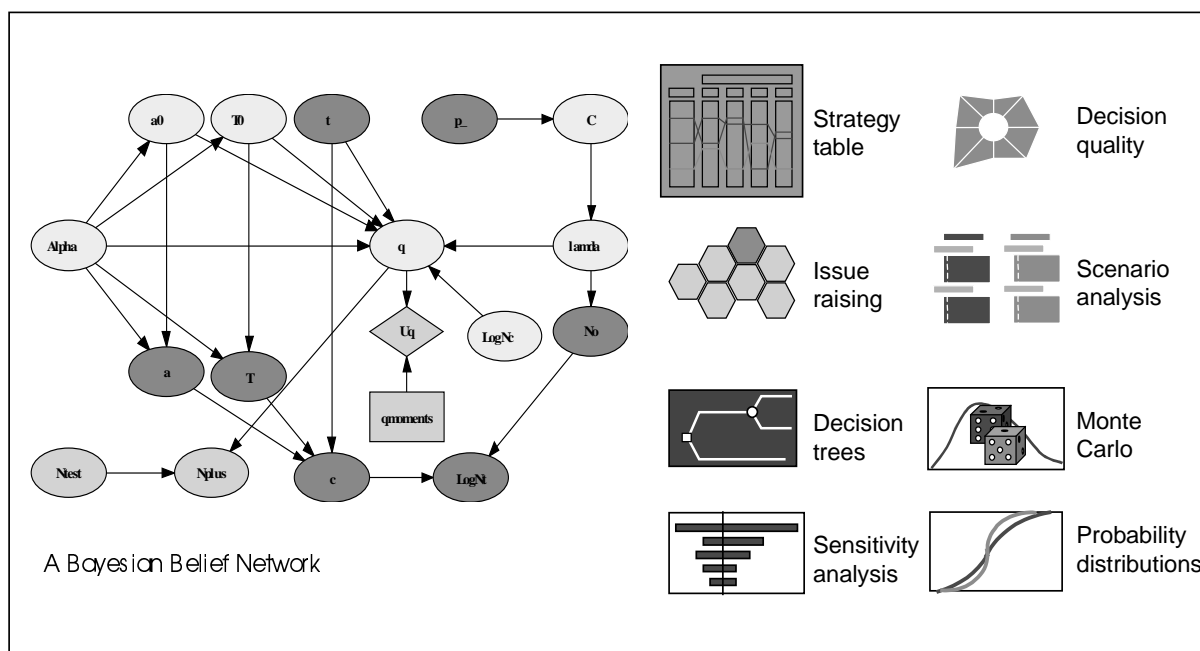 a0
T0
t
p_
C
Alpha
q
lamda
Uq
LogNc
No
a
T
qmoments
Ntest
Nplus
c
LogNt
A Bayesian Belief Network
Strategy
table
Decision
quality
Issue
raising
Scenario
analysis
Decision
trees
Monte
Carlo
Sensitivity
analysis
Probability
distributions